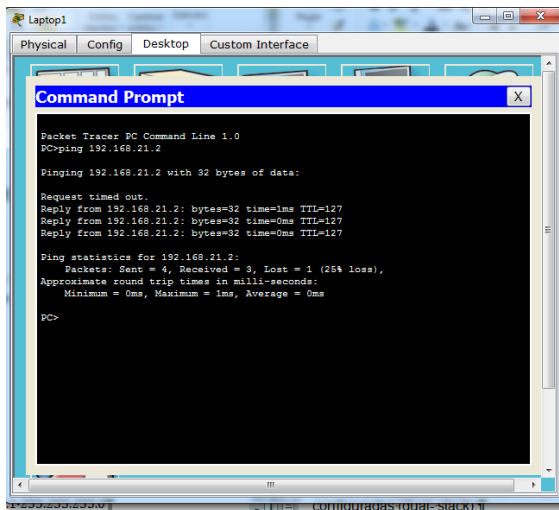 Laptop1
Physical Config Desktop Custom Interface
Command Prompt X
Packet Tracer PC Command Line 1.0
PC>ping 192.168.21.2
Pinging 192.168.21.2 with 32 bytes of data:
Request timed out.
Reply from 192.168.21.2: bytes=32 time=1ms TTL=127
Reply from 192.168.21.2: bytes=32 time=0ms TTL=127
Reply from 192.168.21.2: bytes=32 time=0ms TTL=127
Ping statistics for 192.168.21.2:
Packets: Sent = 4, Received = 3, Lost = 1 (25% loss),
Approximate round trip times in milli-seconds:
Minimum = 0ms, Maximum = 1ms, Average = 0ms
PC>
configuradas (dual-stack) ¶